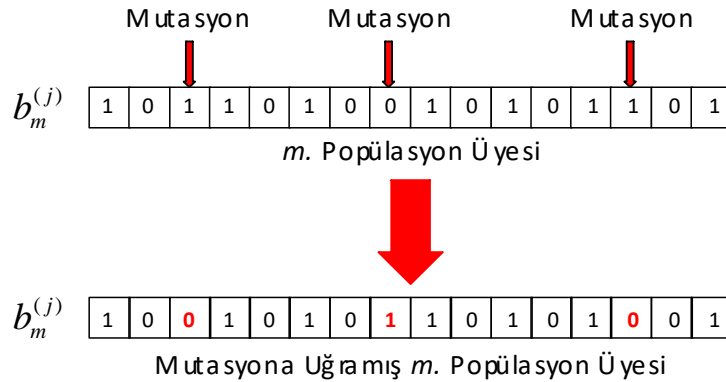 Mutasyon Mutasyon Mutasyon
b_m^(j) 1 0 1 1 0 1 0 0 1 0 1 0 1 1 0 1
m. Popülasyon Üyesi
b_m^(j) 1 0 0 1 0 1 0 1 1 0 1 0 1 0 0 1
Mutasyona Uğramış m. Popülasyon Üyesi